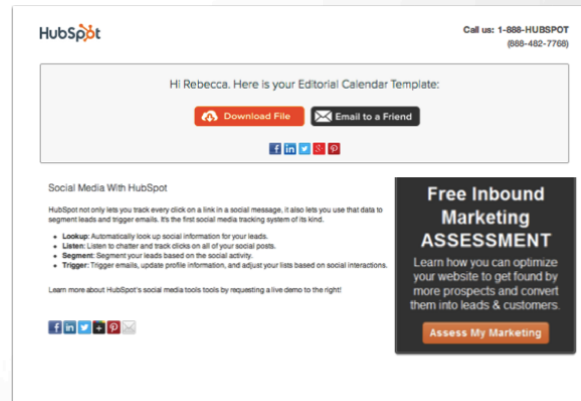 HubSpot
Call us: 1-888-HUBSPOT
(888-482-7768)
Hi Rebecca. Here is your Editorial Calendar Template:
Download File
Email to a Friend
Social Media With HubSpot
HubSpot not only lets you track every click on a link in a social message, it also lets you use that data to
segment leads and trigger emails. It's the first social media tracking system of its kind.
Lookup: Automatically look up social information for your leads.
Listen: Listen to chatter and track clicks on all of your social posts.
Segment: Segment your leads based on the social activity.
Trigger: Trigger emails, update profile information, and adjust your lists based on social interactions.
Learn more about HubSpot's social media tools tools by requesting a live demo to the right!
Free Inbound
Marketing
ASSESSMENT
Learn how you can optimize
your website to get found by
more prospects and convert
them into leads & customers.
Assess My Marketing